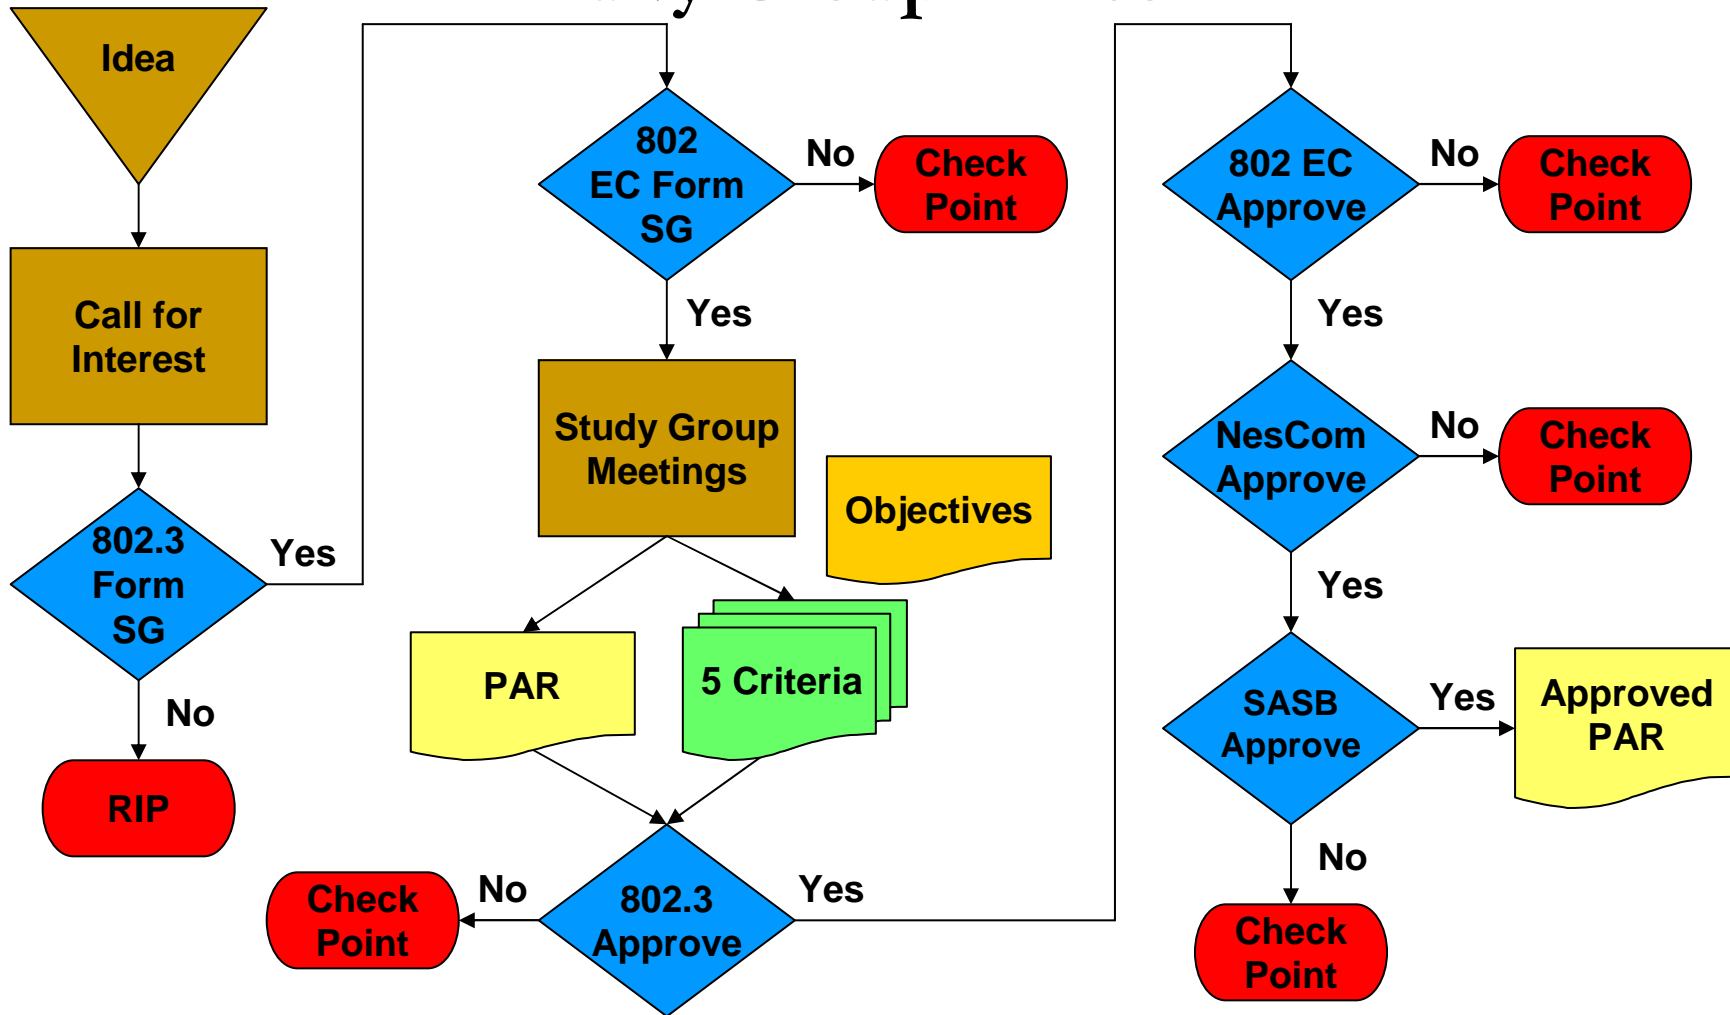 Idea
Call for
Interest
802.3
Form
SG
Yes
No
RIP
802
EC Form
SG
No
Check
Point
Yes
Study Group
Meetings
Objectives
PAR
5 Criteria
802.3
Approve
No
Check
Point
Yes
802 EC
Approve
No
Check
Point
Yes
NesCom
Approve
No
Check
Point
Yes
SASB
Approve
Yes
Approved
PAR
No
Check
Point